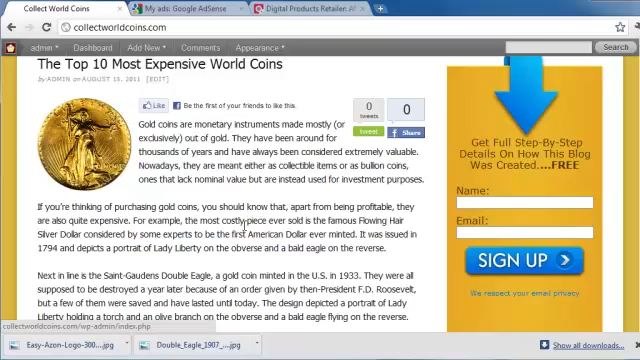 Collect World Coins
My ads: Google AdSense
Digital Products Retailer: Af
collectworldcoins.com
admin
Dashboard
Add New
Comments
Appearance
Search
The Top 10 Most Expensive World Coins
by ADMIN on AUGUST 15, 2011 [EDIT]
Like
Be the first of your friends to like this.
0
tweets
tweet
0
Share
Gold coins are monetary instruments made mostly (or
exclusively) out of gold. They have been around for
thousands of years and have always been considered extremely valuable.
Nowadays, they are meant either as collectible items or as bullion coins,
ones that lack nominal value but are instead used for investment purposes.
If you're thinking of purchasing gold coins, you should know that, apart from being profitable, they
are also quite expensive. For example, the most costly piece ever sold is the famous Flowing Hair
Silver Dollar considered by some experts to be the first American Dollar ever minted. It was issued in
1794 and depicts a portrait of Lady Liberty on the obverse and a bald eagle on the reverse.
Next in line is the Saint-Gaudens Double Eagle, a gold coin minted in the U.S. in 1933. They were all
supposed to be destroyed a year later because of an order given by then-President F.D. Roosevelt,
but a few of them were saved and have lasted until today. The design depicted a portrait of Lady
Liberty holding a torch and an olive branch on the obverse and a bald eagle flying on the reverse.
Get Full Step-By-Step
Details On How This Blog
Was Created....FREE
Name:
Email:
SIGN UP
We respect your email privacy
collectworldcoins.com/wp-admin/index.php
Easy-Azon-Logo-300....jpg
Double_Eagle_1907_....jpg
Show all downloads...